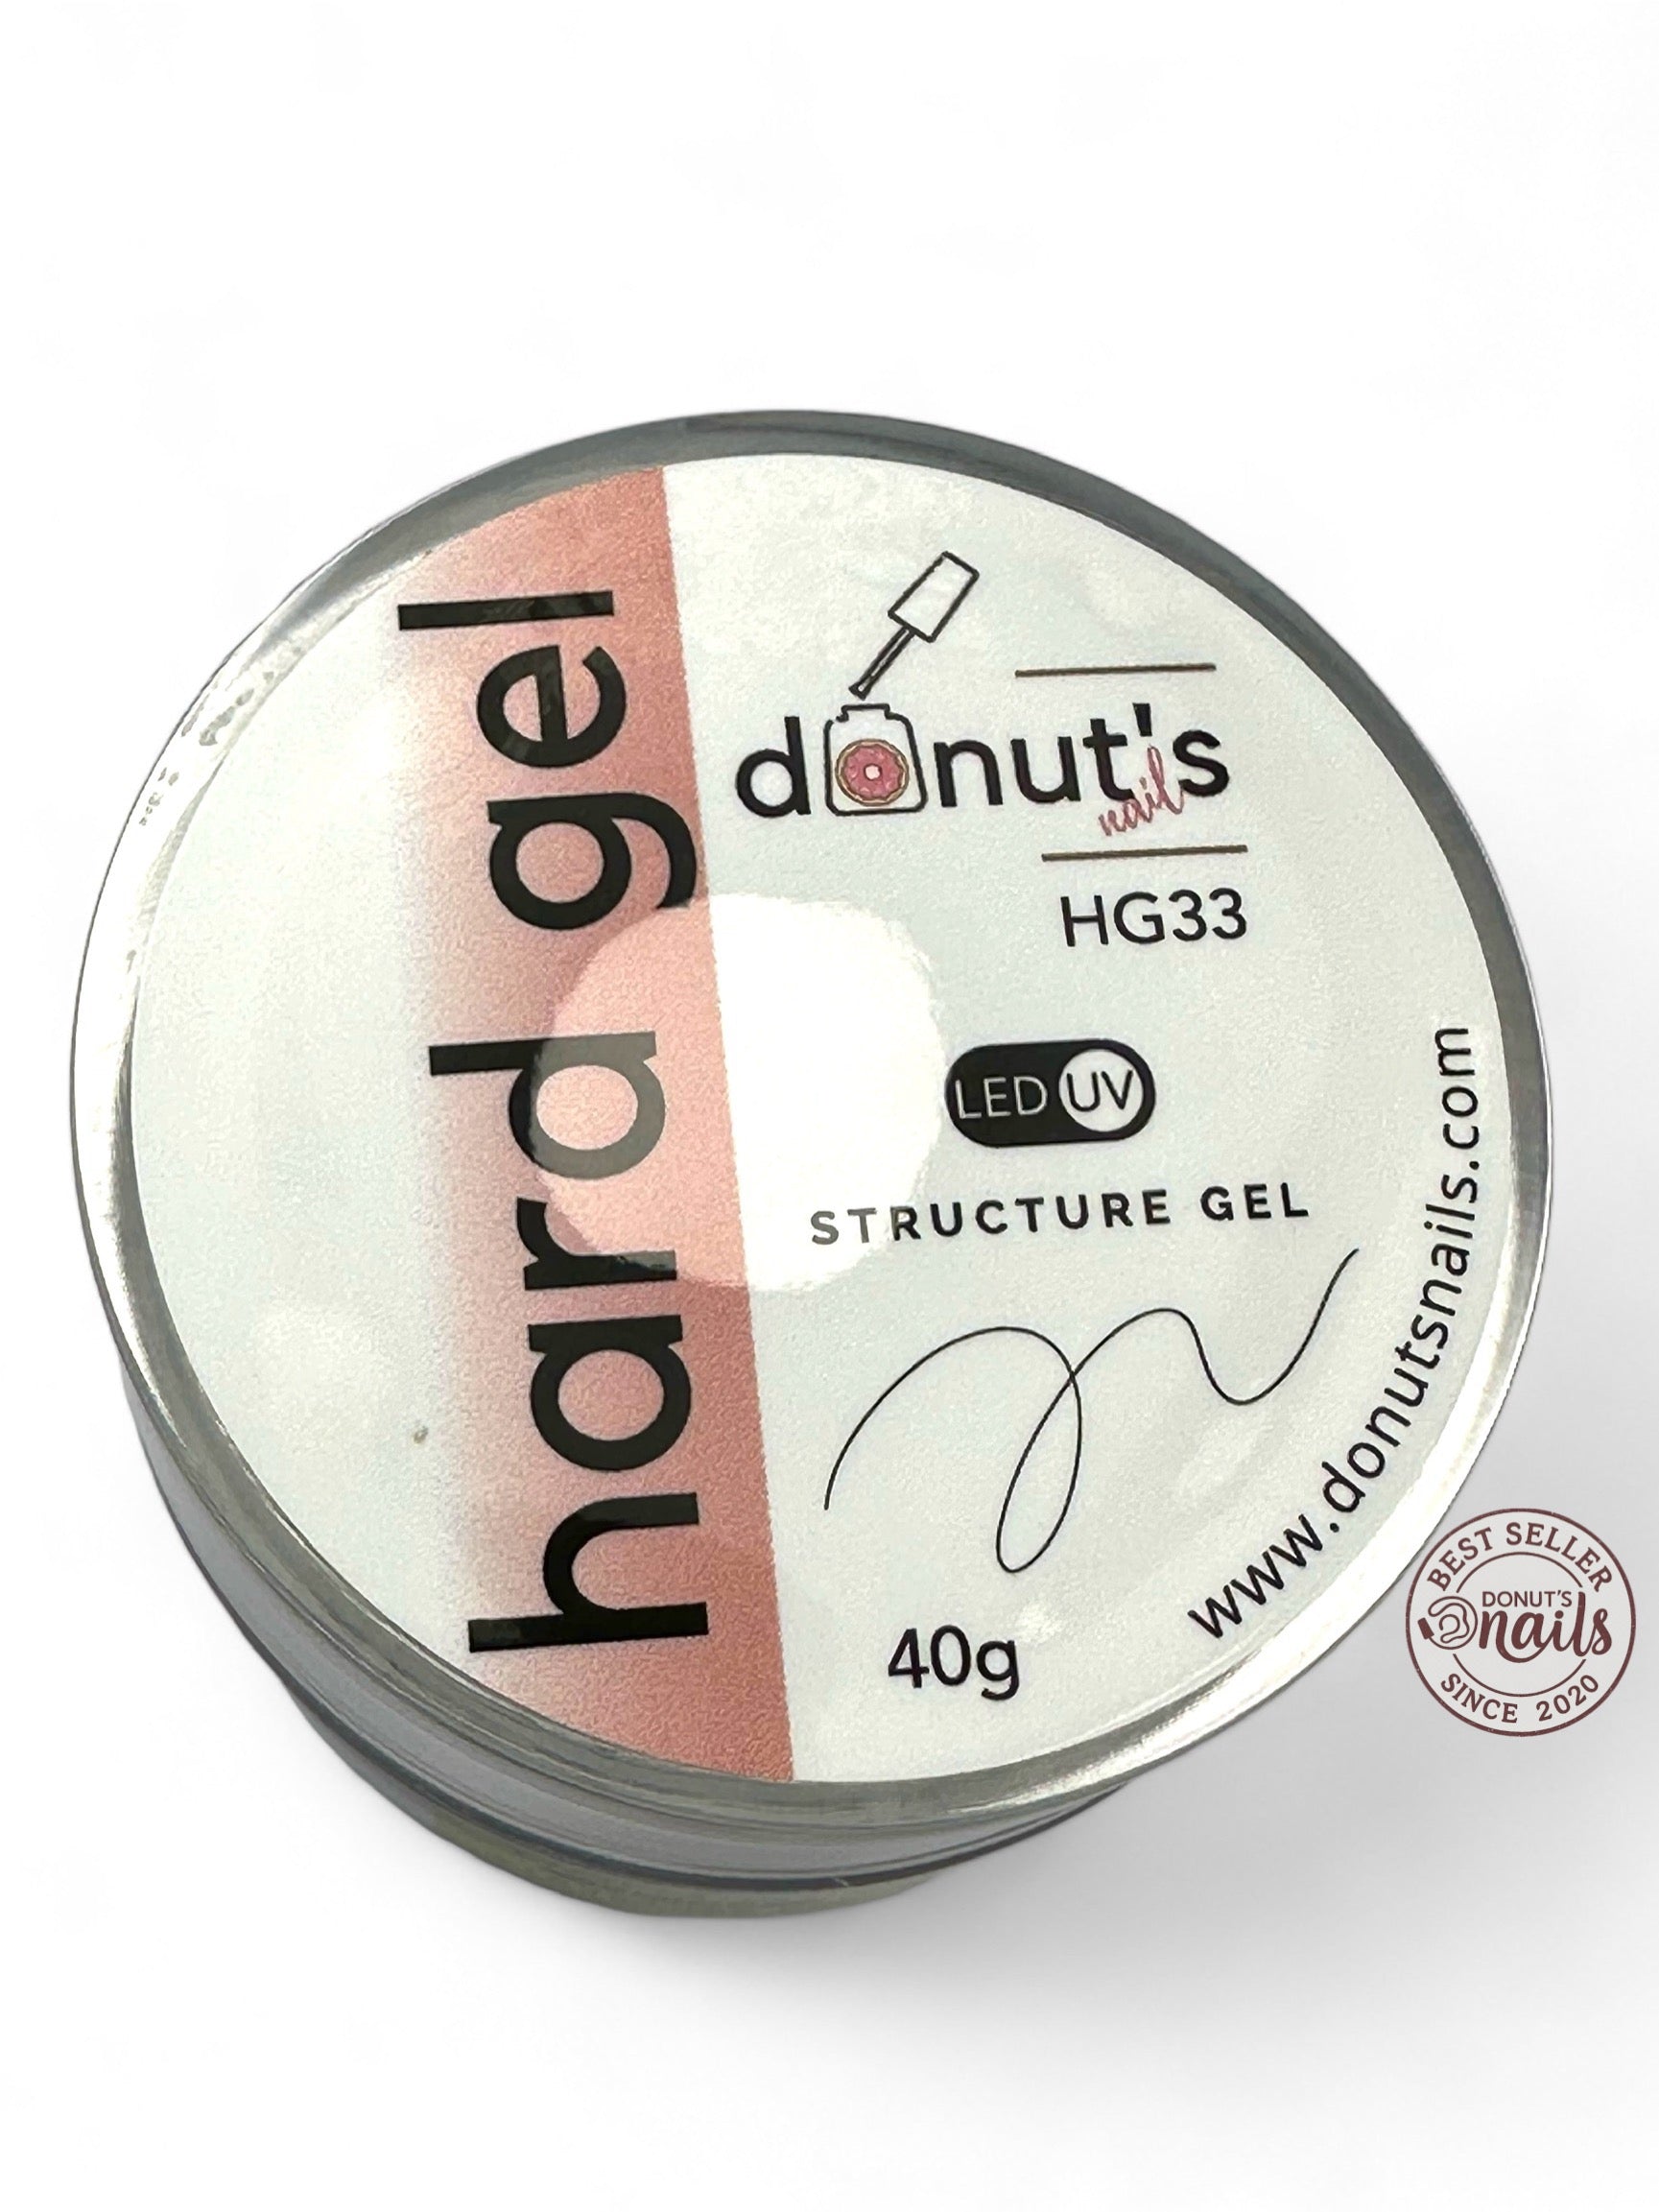 hard gel
donut's
nail
HG33
LED UV
STRUCTURE GEL
40g
www.donutsnails.com
BEST SELLER
DONUT'S
nails
SINCE 2020